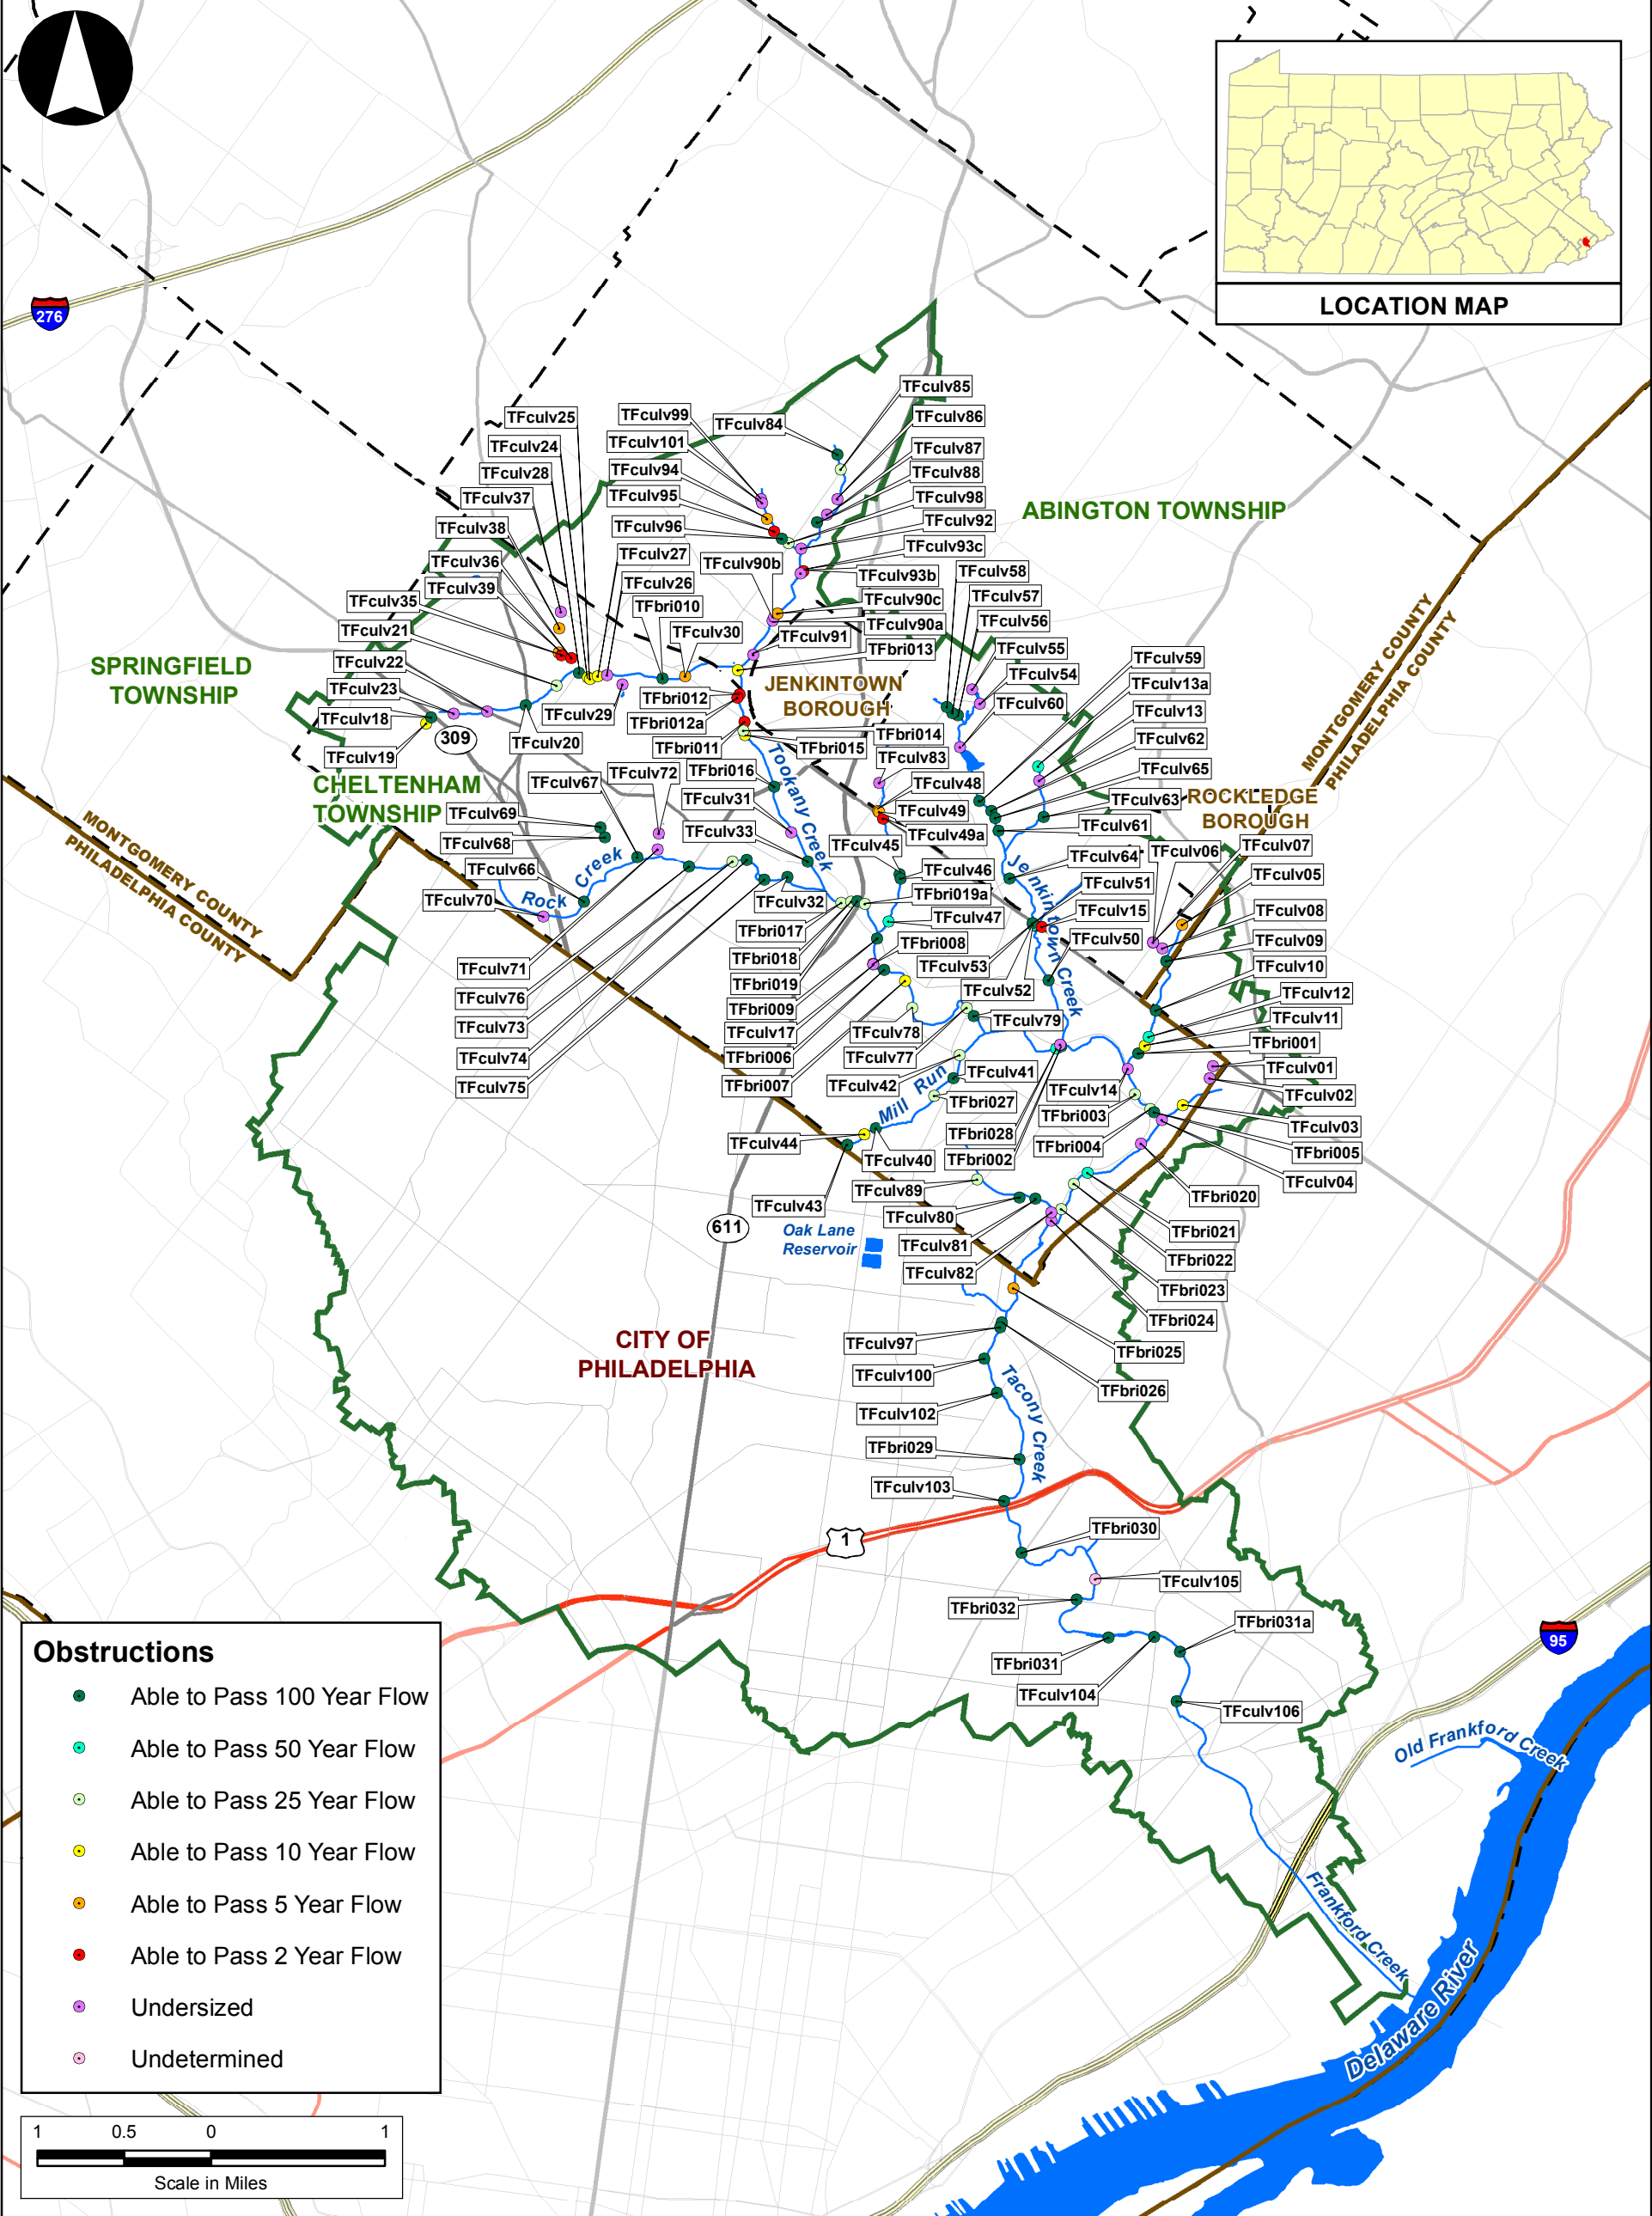 LOCATION MAP
276
TFculv85
TFculv99
TFculv84
TFculv25
TFculv86
TFculv101
TFculv24
TFculv87
TFculv94
TFculv28
TFculv88
TFculv95
TFculv37
TFculv98
ABINGTON TOWNSHIP
TFculv92
TFculv96
TFculv38
TFculv93c
TFculv27
TFculv90b
TFculv36
TFculv58
TFculv93b
TFculv26
TFculv39
TFculv57
TFculv35
TFculv90c
TFbri010
TFculv56
TFculv90a
TFculv21
TFculv30
TFculv91
TFbri013
TFculv55
TFculv59
SPRINGFIELD
TOWNSHIP
TFculv22
TFculv54
TFculv13a
JENKINTOWN
BOROUGH
TFculv23
TFbri012
TFculv60
TFculv13
TFculv18
TFculv29
TFbri012a
TFbri014
TFculv62
309
TFculv20
TFbri011
TFbri015
TFculv19
TFculv83
TFculv65
MONTGOMERY COUNTY
PHILADELPHIA COUNTY
CHELTENHAM
TOWNSHIP
TFculv67
TFculv72
TFbri016
Tookany Creek
TFculv48
TFculv31
TFculv63
ROCKLEDGE
BOROUGH
TFculv69
TFculv49
TFculv61
TFculv33
TFculv49a
TFculv68
TFculv45
TFculv07
TFculv64
TFculv06
MONTGOMERY COUNTY
PHILADELPHIA COUNTY
TFculv66
Rock Creek
TFculv46
Jenkintown Creek
TFculv05
TFculv51
TFculv70
TFculv32
TFbri019a
TFculv15
TFculv08
TFculv47
TFbri017
TFbri008
TFculv50
TFculv09
TFbri018
TFculv53
TFculv71
TFculv10
TFbri019
TFculv52
TFculv76
TFculv12
TFbri009
TFculv11
TFculv73
TFculv17
TFculv78
TFculv79
TFbri001
TFculv74
TFbri006
TFculv77
TFculv01
TFculv75
TFbri007
TFculv42
TFculv41
TFculv14
TFculv02
Mill Run
TFbri027
TFbri003
TFculv03
TFculv44
TFbri028
TFbri004
TFbri005
TFculv40
TFbri002
TFculv04
TFculv89
TFbri020
TFculv43
TFculv80
611
Oak Lane
Reservoir
TFbri021
TFculv81
TFbri022
TFculv82
TFbri023
TFbri024
CITY OF
PHILADELPHIA
TFculv97
TFbri025
TFculv100
TFbri026
Tacony Creek
TFculv102
TFbri029
TFculv103
TFbri030
1
TFculv105
TFbri032
TFbri031a
95
TFbri031
TFculv104
TFculv106
Old Frankford Creek
Frankford Creek
Delaware River
Obstructions
Able to Pass 100 Year Flow
Able to Pass 50 Year Flow
Able to Pass 25 Year Flow
Able to Pass 10 Year Flow
Able to Pass 5 Year Flow
Able to Pass 2 Year Flow
Undersized
Undetermined
1 0.5 0 1
Scale in Miles